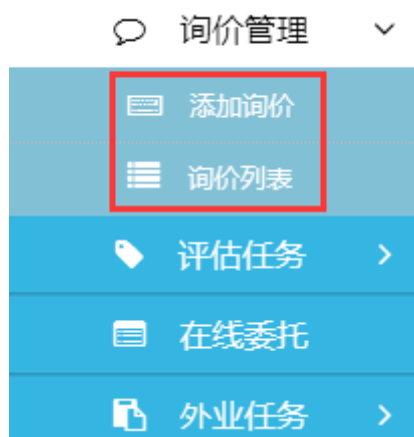 询价管理
添加询价
询价列表
评估任务
在线委托
外业任务